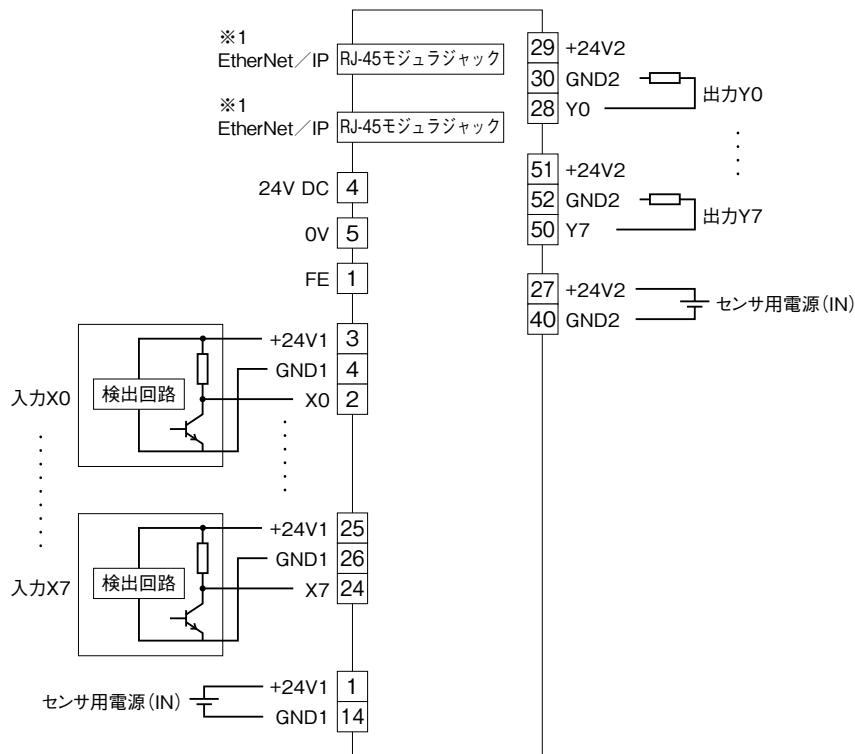 ※1
EtherNet／IP RJ-45モジュラジャック
※1
EtherNet／IP RJ-45モジュラジャック
24V DC 4
0V 5
FE 1
入力X0
検出回路
+24V1 3
GND1 4
X0 2
入力X7
検出回路
+24V1 25
GND1 26
X7 24
センサ用電源（IN）
+24V1 1
GND1 14
29 +24V2
30 GND2
28 Y0
出力Y0
51 +24V2
52 GND2
50 Y7
出力Y7
27 +24V2
40 GND2
センサ用電源（IN）